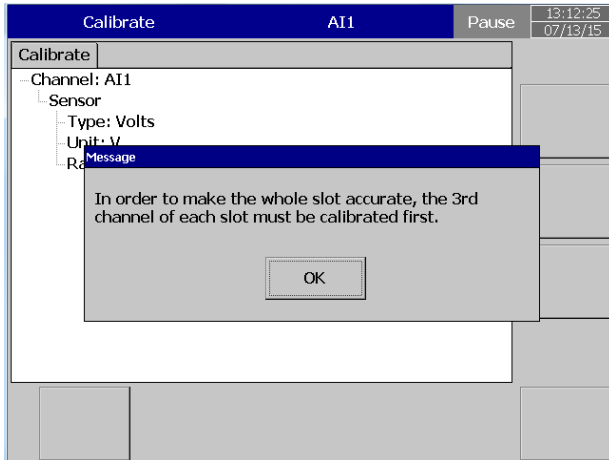 Calibrate AI1 Pause 13:12:25
07/13/15
Calibrate
Channel: AI1
Sensor
Type: Volts
Unit: V
Ra
Message
In order to make the whole slot accurate, the 3rd
channel of each slot must be calibrated first.
OK